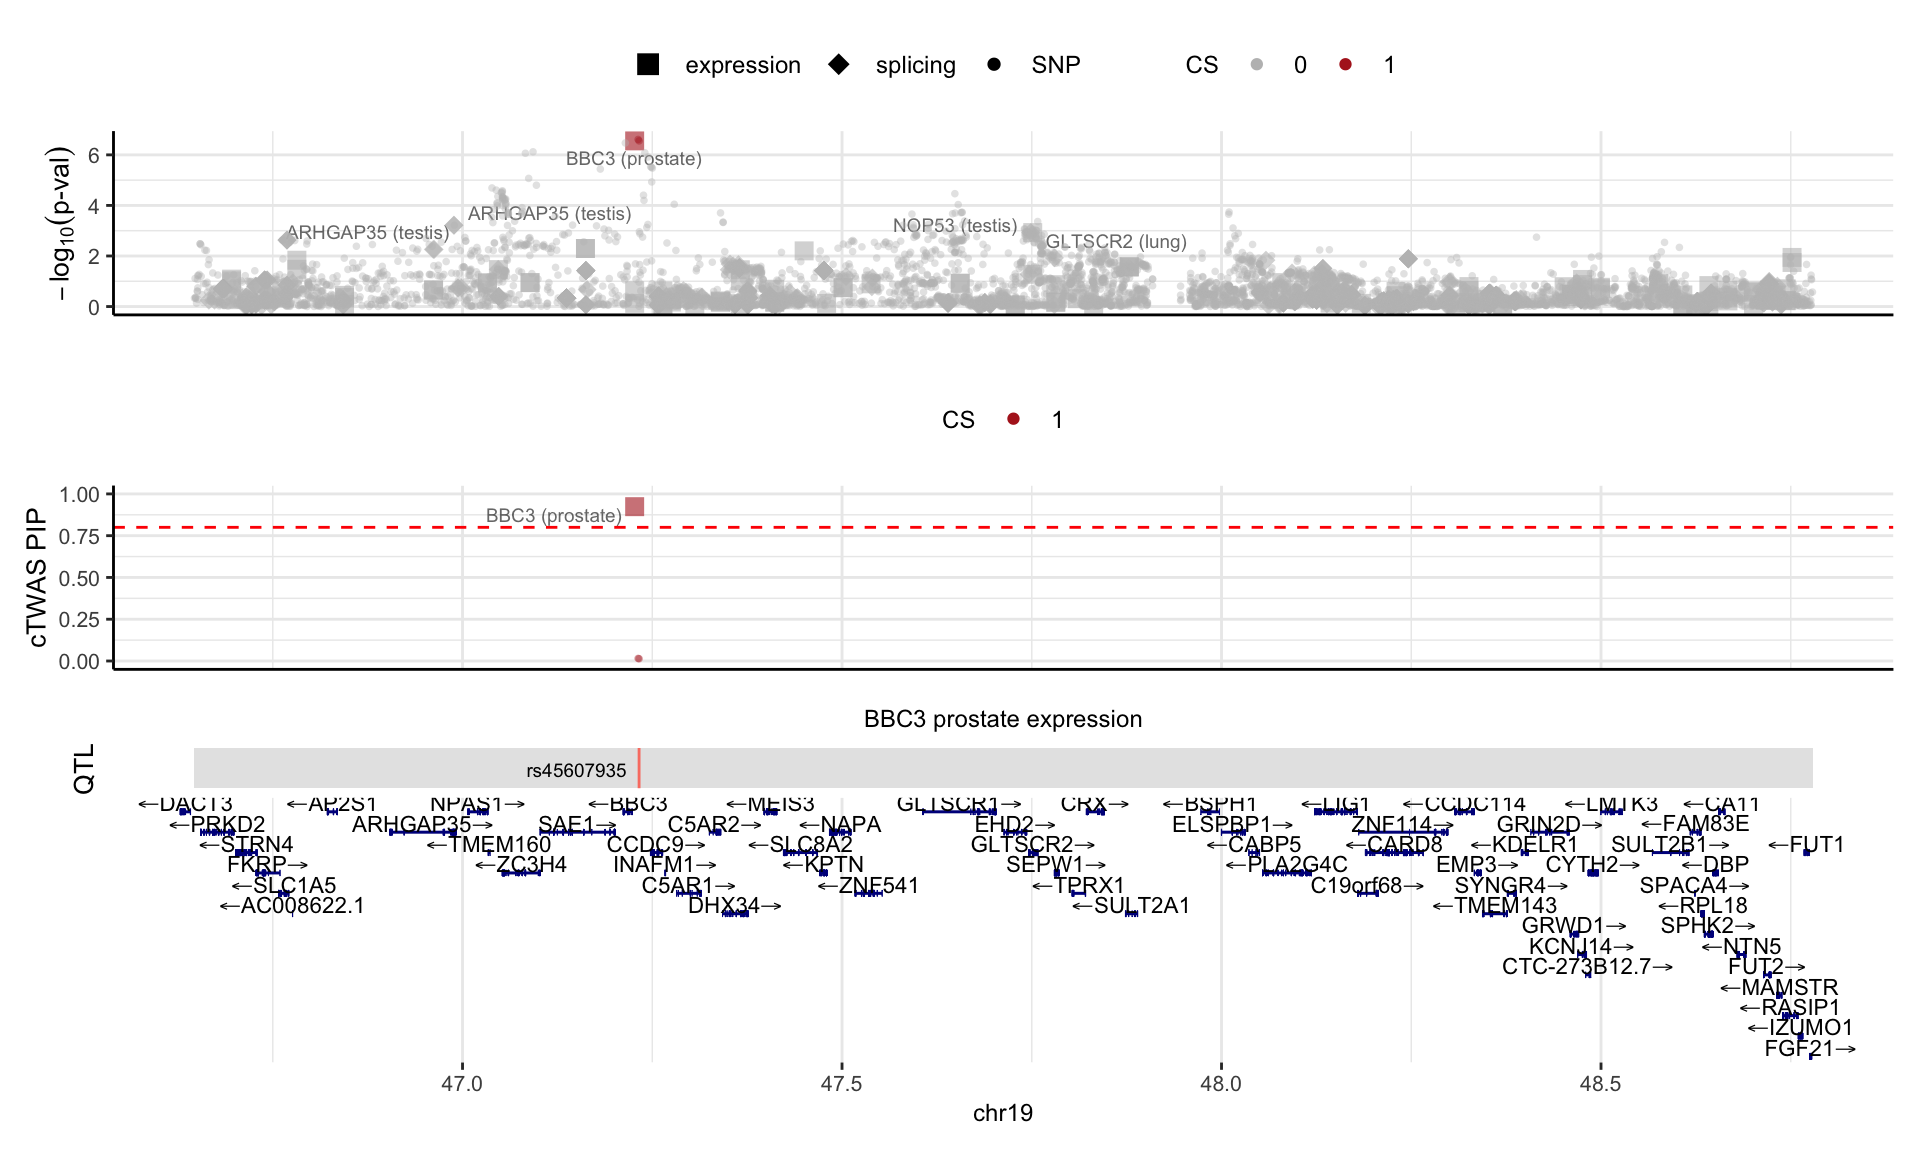 expression splicing SNP CS 0 1
−log10(p-val)
6
4
2
0
BBC3 (prostate)
ARHGAP35 (testis)
ARHGAP35 (testis)
NOP53 (testis)
GLTSCR2 (lung)
CS 1
cTWAS PIP
1.00
0.75
0.50
0.25
0.00
BBC3 (prostate)
BBC3 prostate expression
QTL
rs45607935
←DACT3 ←AP2S1 NPAS1→ ←BBC3 ←MEIS3 GLTSCR1→ CRX→ ←BSPH1 ←LIG1 ←CCDC114 ←LMTK3 ←CA11
←PRKD2 ARHGAP35→ SAE1→ C5AR2→ ←NAPA EHD2→ ELSPBP1→ ZNF114→ GRIN2D→ ←FAM83E
←STRN4 ←TMEM160 CCDC9→ ←SLC8A2 GLTSCR2→ ←CABP5 ←CARD8 ←KDELR1 SULT2B1→ ←FUT1
FKRP→ ←ZC3H4 INAFM1→ ←KPTN SEPW1→ ←PLA2G4C EMP3→ CYTH2→ ←DBP
←SLC1A5 C5AR1→ ←ZNF541 ←TPRX1 C19orf68→ SYNGR4→ SPACA4→
←AC008622.1 DHX34→ ←SULT2A1 ←TMEM143 ←RPL18
GRWD1→ SPHK2→
KCNJ14→ ←NTN5
CTC-273B12.7→ FUT2→
←MAMSTR
←RASIP1
←IZUMO1
FGF21→
47.0 47.5 48.0 48.5
chr19